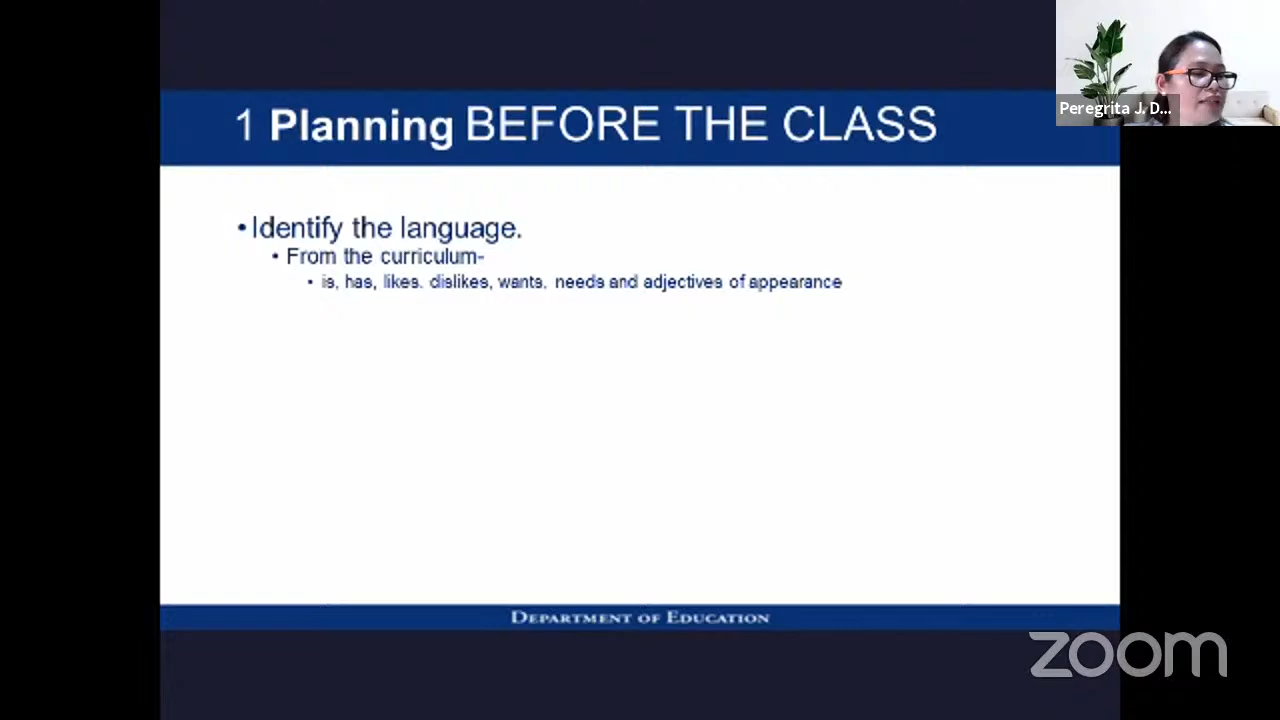 1 Planning BEFORE THE CLASS
Peregrita J. D...
•Identify the language.
• From the curriculum-
• is, has, likes. dislikes, wants. needs and adjectives of appearance
DEPARTMENT OF EDUCATION
zoom